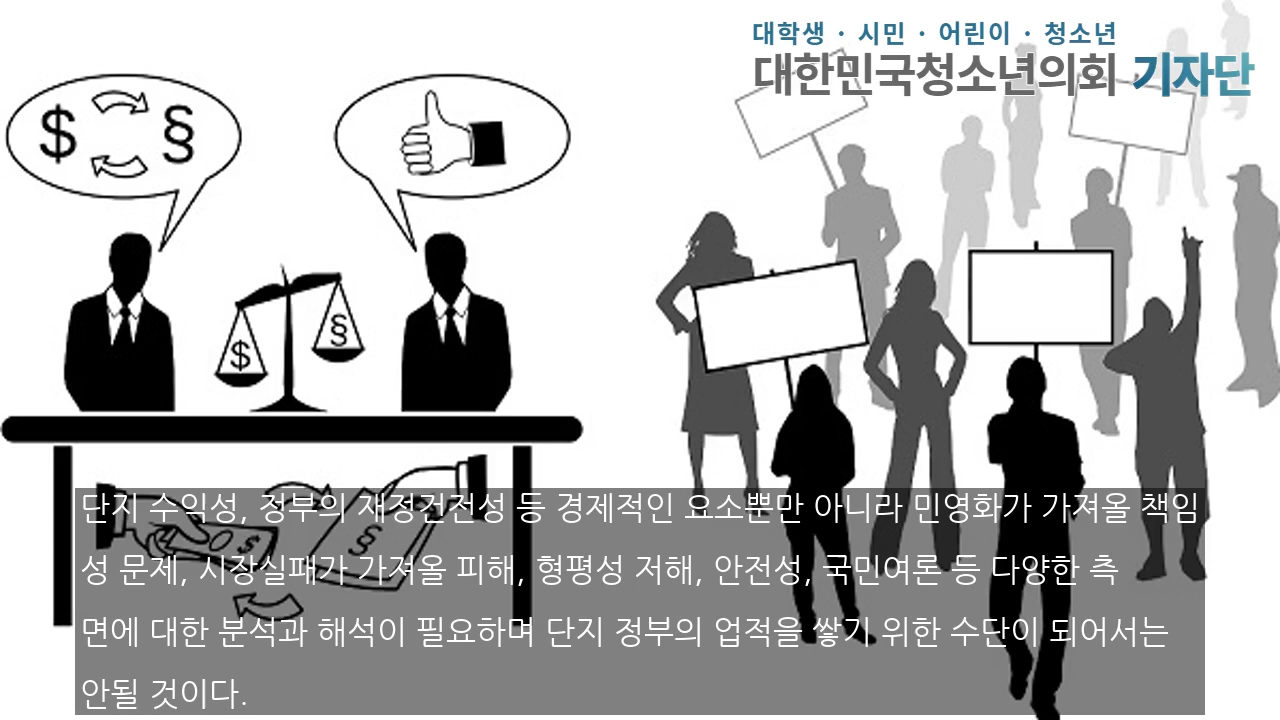 대학생 · 시민 · 어린이 · 청소년
대한민국청소년의회 기자단
$ §
$ §
$ §
단지 수익성, 정부의 재정건전성 등 경제적인 요소뿐만 아니라 민영화가 가져올 책임
성 문제, 시장실패가 가져올 피해, 형평성 저해, 안전성, 국민여론 등 다양한 측
면에 대한 분석과 해석이 필요하며 단지 정부의 업적을 쌓기 위한 수단이 되어서는
안될 것이다.